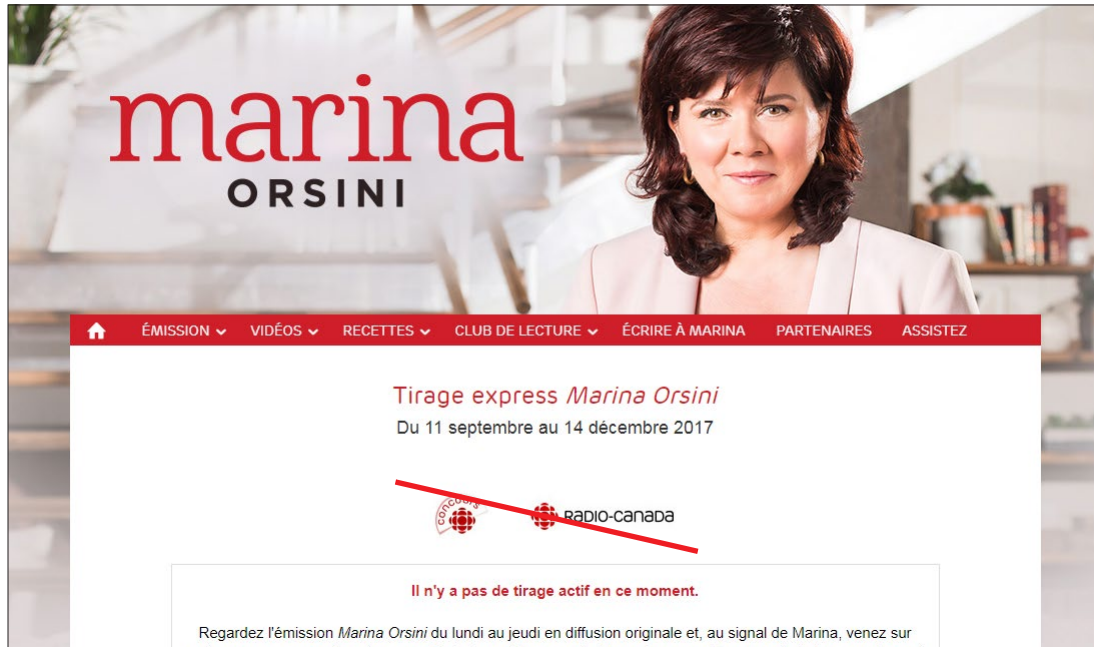 marina
ORSINI
ÉMISSION VIDÉOS RECETTES CLUB DE LECTURE ÉCRIRE À MARINA PARTENAIRES ASSISTEZ
Tirage express Marina Orsini
Du 11 septembre au 14 décembre 2017
concours RADIO-CANADA
Il n'y a pas de tirage actif en ce moment.
Regardez l'émission Marina Orsini du lundi au jeudi en diffusion originale et, au signal de Marina, venez sur